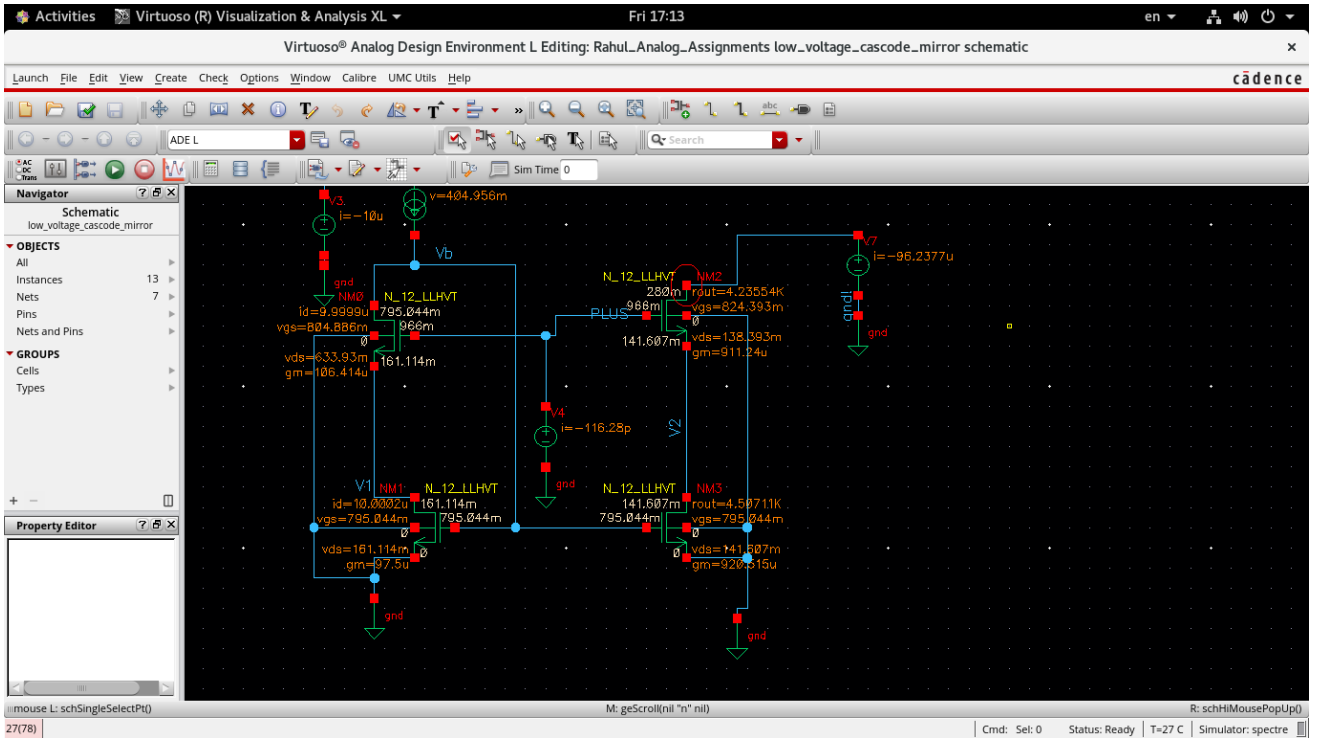 Activities Virtuoso (R) Visualization & Analysis XL Fri 17:13 en
Virtuoso® Analog Design Environment L Editing: Rahul_Analog_Assignments low_voltage_cascode_mirror schematic ×
Launch File Edit View Create Check Options Window Calibre UMC Utils Help cādence
abc
ADE L Search
AC DC Trans Sim Time 0
Navigator ? ×
Schematic
low_voltage_cascode_mirror
OBJECTS
All
Instances 13
Nets 7
Pins
Nets and Pins
GROUPS
Cells
Types
+ −
Property Editor ? ×
V3
i=-10u
gnd
v=404.956m
Vb
NM0 N_12_LLHVT
id=9.9999u 795.044m
vgs=804.886m 966m
0
vds=633.93m 161.114m
gm=106.414u
V4
i=-116.28p
gnd
PLUS
N_12_LLHVT NM2
280m rout=4.23554K
966m vgs=824.393m
0
141.607m vds=138.393m
gm=911.24u
V7
i=-96.2377u
gnd!
gnd
V2
V1 NM1 N_12_LLHVT
id=10.0002u 161.114m
vgs=795.044m 795.044m
0
vds=161.114m 0
gm=97.5u
gnd
N_12_LLHVT NM3
141.607m rout=4.50711K
795.044m vgs=795.044m
0
0 vds=141.607m
gm=920.615u
gnd
mouse L: schSingleSelectPt() M: geScroll(nil "n" nil) R: schHiMousePopUp()
27(78) Cmd: Sel: 0 Status: Ready T=27 C Simulator: spectre